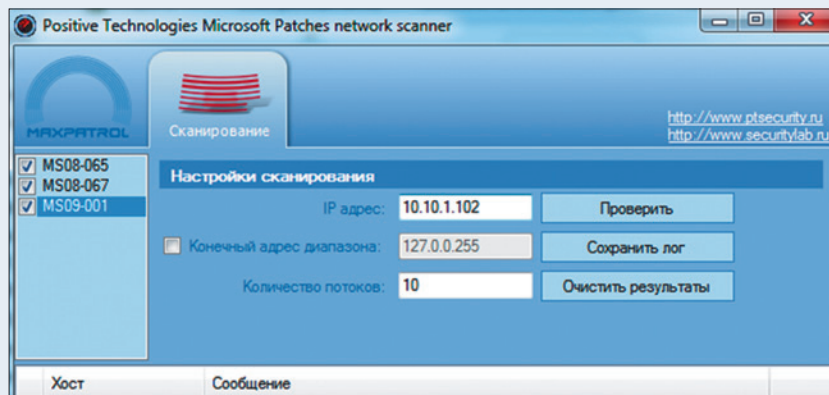 Positive Technologies Microsoft Patches network scanner
MAXPATROL
Сканирование
http://www.ptsecurity.ru
http://www.securitylab.ru
MS08-065
MS08-067
MS09-001
Настройки сканирования
IP адрес: 10.10.1.102 Проверить
Конечный адрес диапазона: 127.0.0.255 Сохранить лог
Количество потоков: 10 Очистить результаты
Хост Сообщение